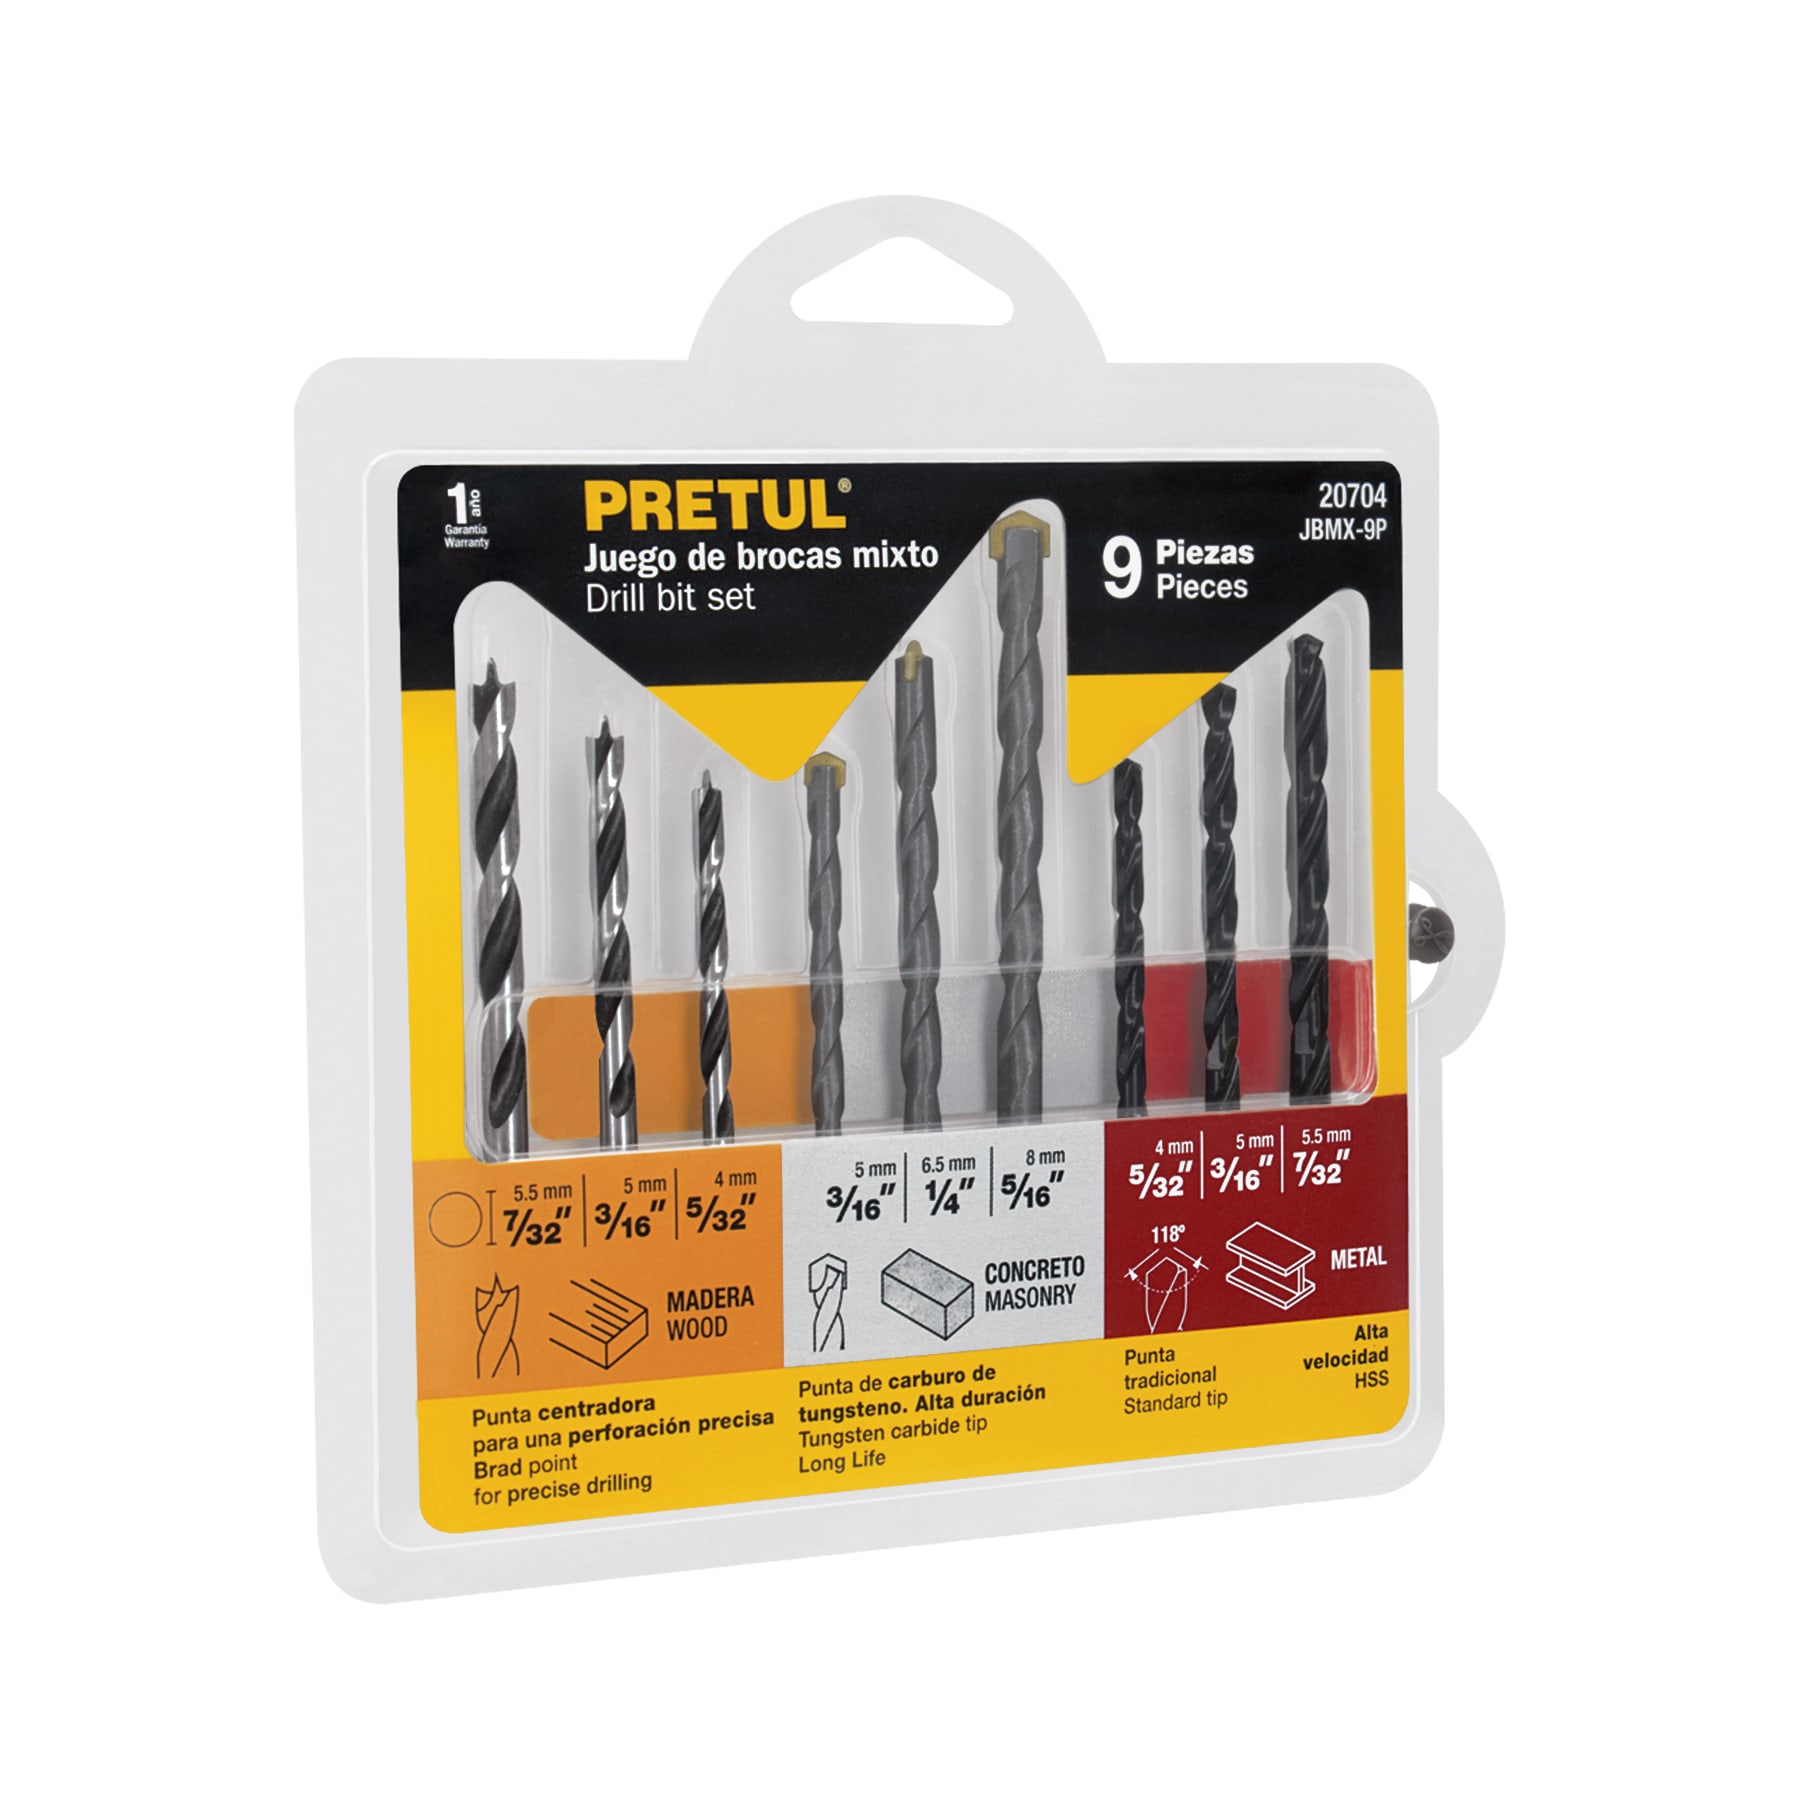 1 año
Garantía
Warranty
PRETUL®
Juego de brocas mixto
Drill bit set
9 Piezas
Pieces
20704
JBMX-9P
5.5 mm 5 mm 4 mm
7/32" 3/16" 5/32"
MADERA
WOOD
5 mm 6.5 mm 8 mm
3/16" 1/4" 5/16"
CONCRETO
MASONRY
4 mm 5 mm 5.5 mm
5/32" 3/16" 7/32"
118º
METAL
Punta centradora
para una perforación precisa
Brad point
for precise drilling
Punta de carburo de
tungsteno. Alta duración
Tungsten carbide tip
Long Life
Punta
tradicional
Standard tip
Alta
velocidad
HSS